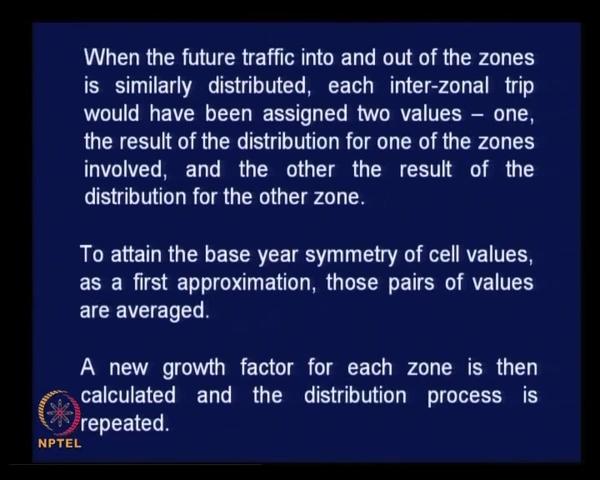 When the future traffic into and out of the zones
is similarly distributed, each inter-zonal trip
would have been assigned two values – one,
the result of the distribution for one of the zones
involved, and the other the result of the
distribution for the other zone.
To attain the base year symmetry of cell values,
as a first approximation, those pairs of values
are averaged.
A new growth factor for each zone is then
calculated and the distribution process is
repeated.
NPTEL